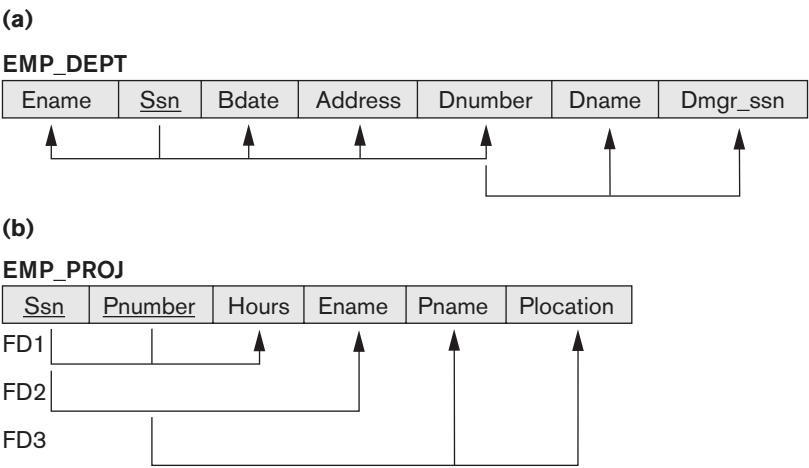 (a)
EMP_DEPT
Ename Ssn Bdate Address Dnumber Dname Dmgr_ssn
(b)
EMP_PROJ
Ssn Pnumber Hours Ename Pname Plocation
FD1
FD2
FD3